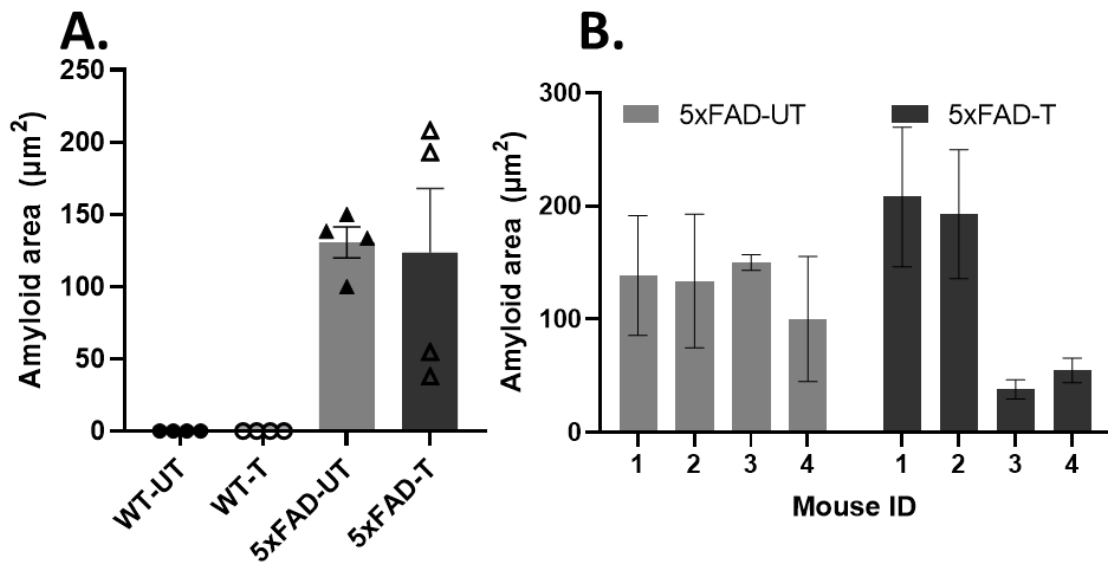 A.
Amyloid area (µm²)
250
200
150
100
50
0
WT-UT
WT-T
5xFAD-UT
5xFAD-T
B.
Amyloid area (µm²)
300
200
100
0
5xFAD-UT
5xFAD-T
1 2 3 4 1 2 3 4
Mouse ID